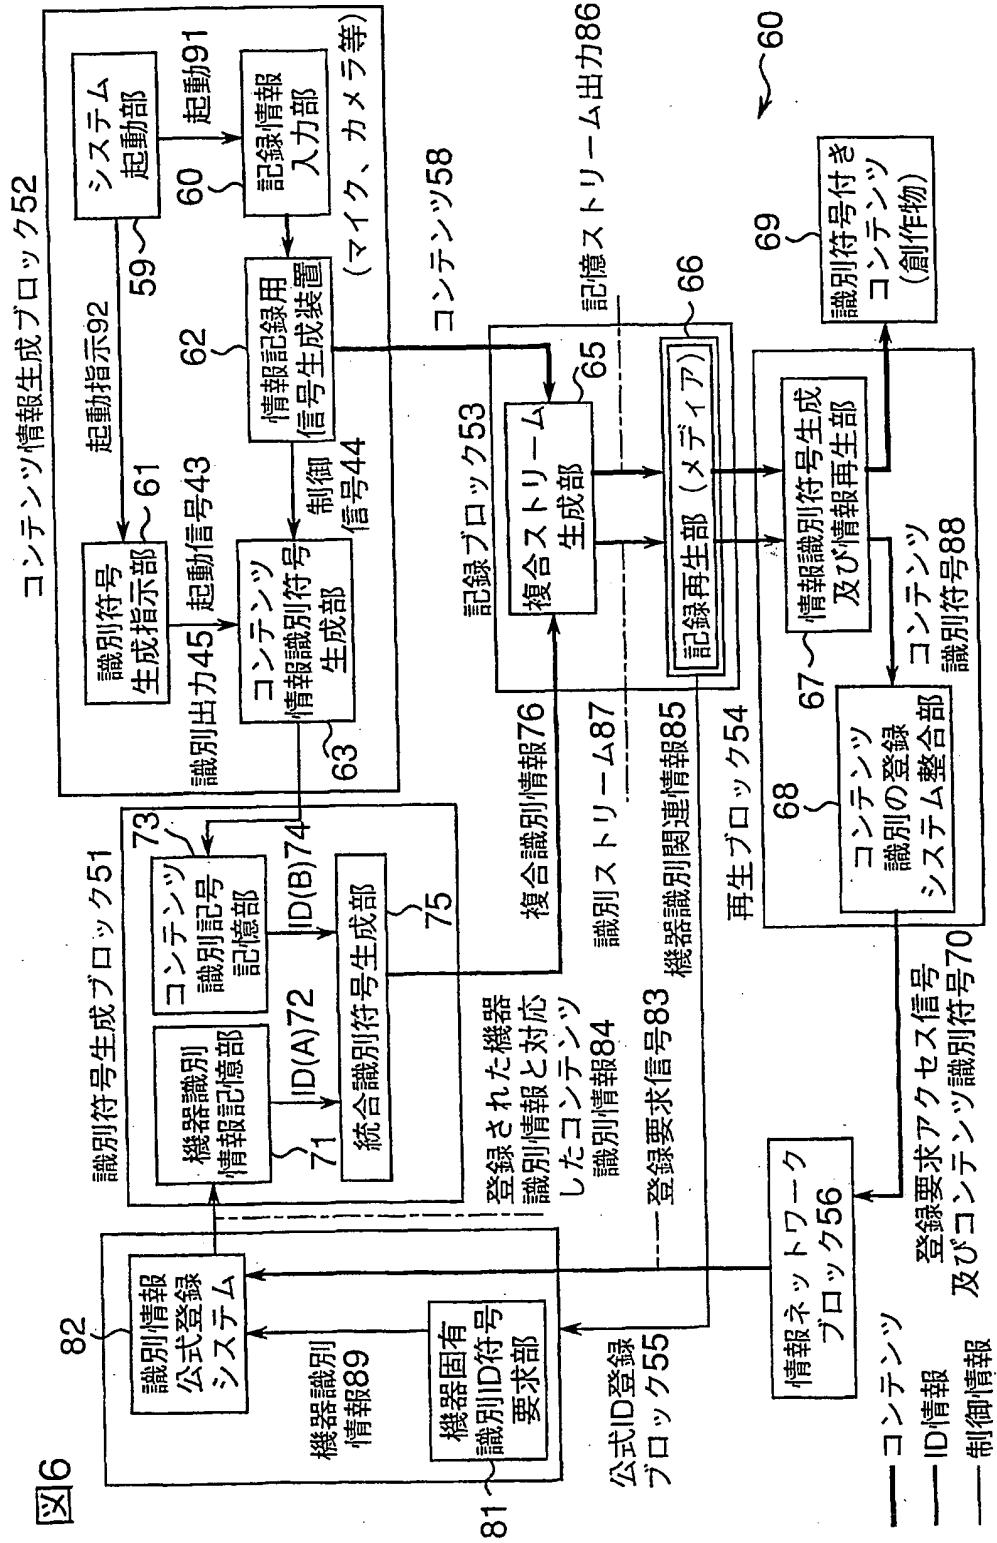 図6
コンテンツ情報生成ブロック52
システム
起動部
59
起動91
起動指示92
記録情報
入力部
60
(マイク、カメラ等)
識別符号
生成指示部
61
情報記録用
信号生成装置
62
起動信号43
識別出力45
制御
信号44
コンテンツ
情報識別符号
生成部
63
コンテンツ58
識別符号生成ブロック51
機器識別
情報記憶部
71
コンテンツ
識別記号
記憶部
73
ID(A)72
ID(B)74
統合識別符号生成部
75
複合識別情報76
記録ブロック53
複合ストリーム
生成部
65
記憶ストリーム出力86
識別ストリーム87
記録再生部(メディア)
66
機器識別関連情報85
再生ブロック54
情報識別符号生成
及び情報再生部
67
識別符号付き
コンテンツ
(創作物)
69
60
コンテンツ
識別符号88
コンテンツ
識別の登録
システム整合部
68
登録要求アクセス信号
及びコンテンツ識別符号70
情報ネットワーク
ブロック56
登録要求信号83
登録された機器
識別情報と対応
したコンテンツ
識別情報84
識別情報
公式登録
システム
82
機器識別
情報89
機器固有
識別ID符号
要求部
81
公式ID登録
ブロック55
コンテンツ
ID情報
制御情報